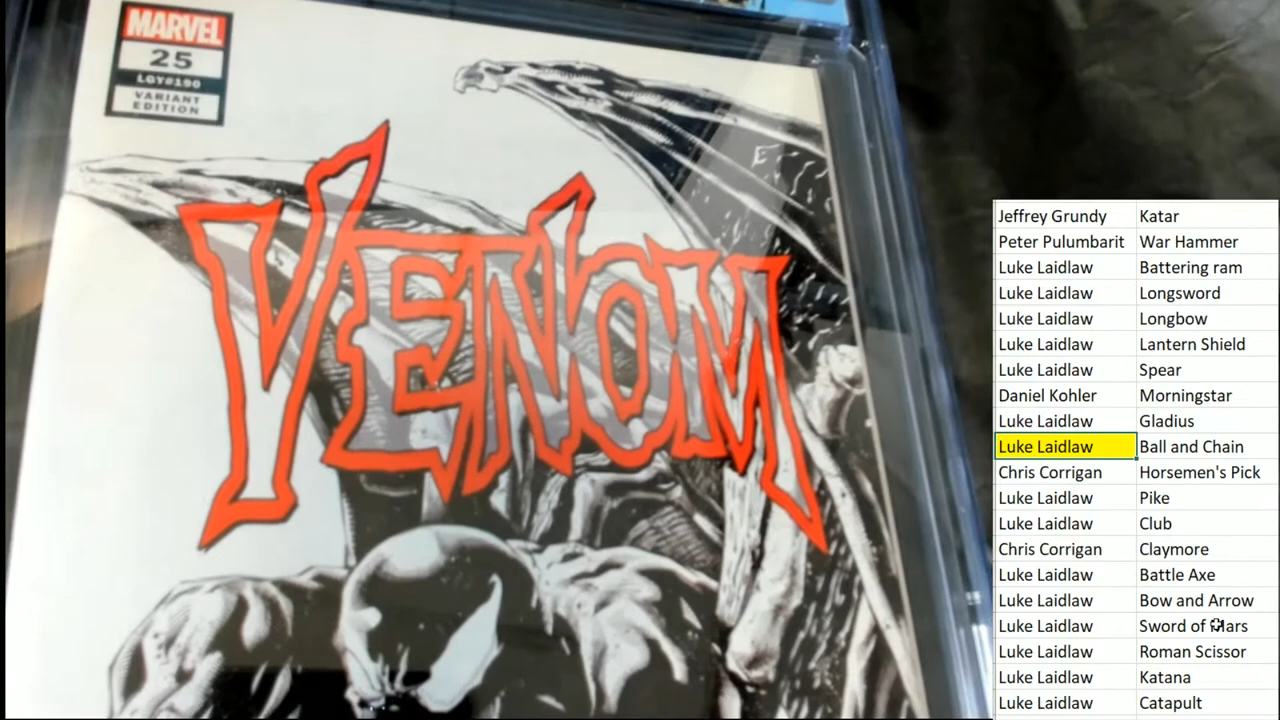 MARVEL
25
LGY#190
VARIANT
EDITION
VENOM
Jeffrey Grundy Katar
Peter Pulumbarit War Hammer
Luke Laidlaw Battering ram
Luke Laidlaw Longsword
Luke Laidlaw Longbow
Luke Laidlaw Lantern Shield
Luke Laidlaw Spear
Daniel Kohler Morningstar
Luke Laidlaw Gladius
Luke Laidlaw Ball and Chain
Chris Corrigan Horsemen's Pick
Luke Laidlaw Pike
Luke Laidlaw Club
Chris Corrigan Claymore
Luke Laidlaw Battle Axe
Luke Laidlaw Bow and Arrow
Luke Laidlaw Sword of Mars
Luke Laidlaw Roman Scissor
Luke Laidlaw Katana
Luke Laidlaw Catapult